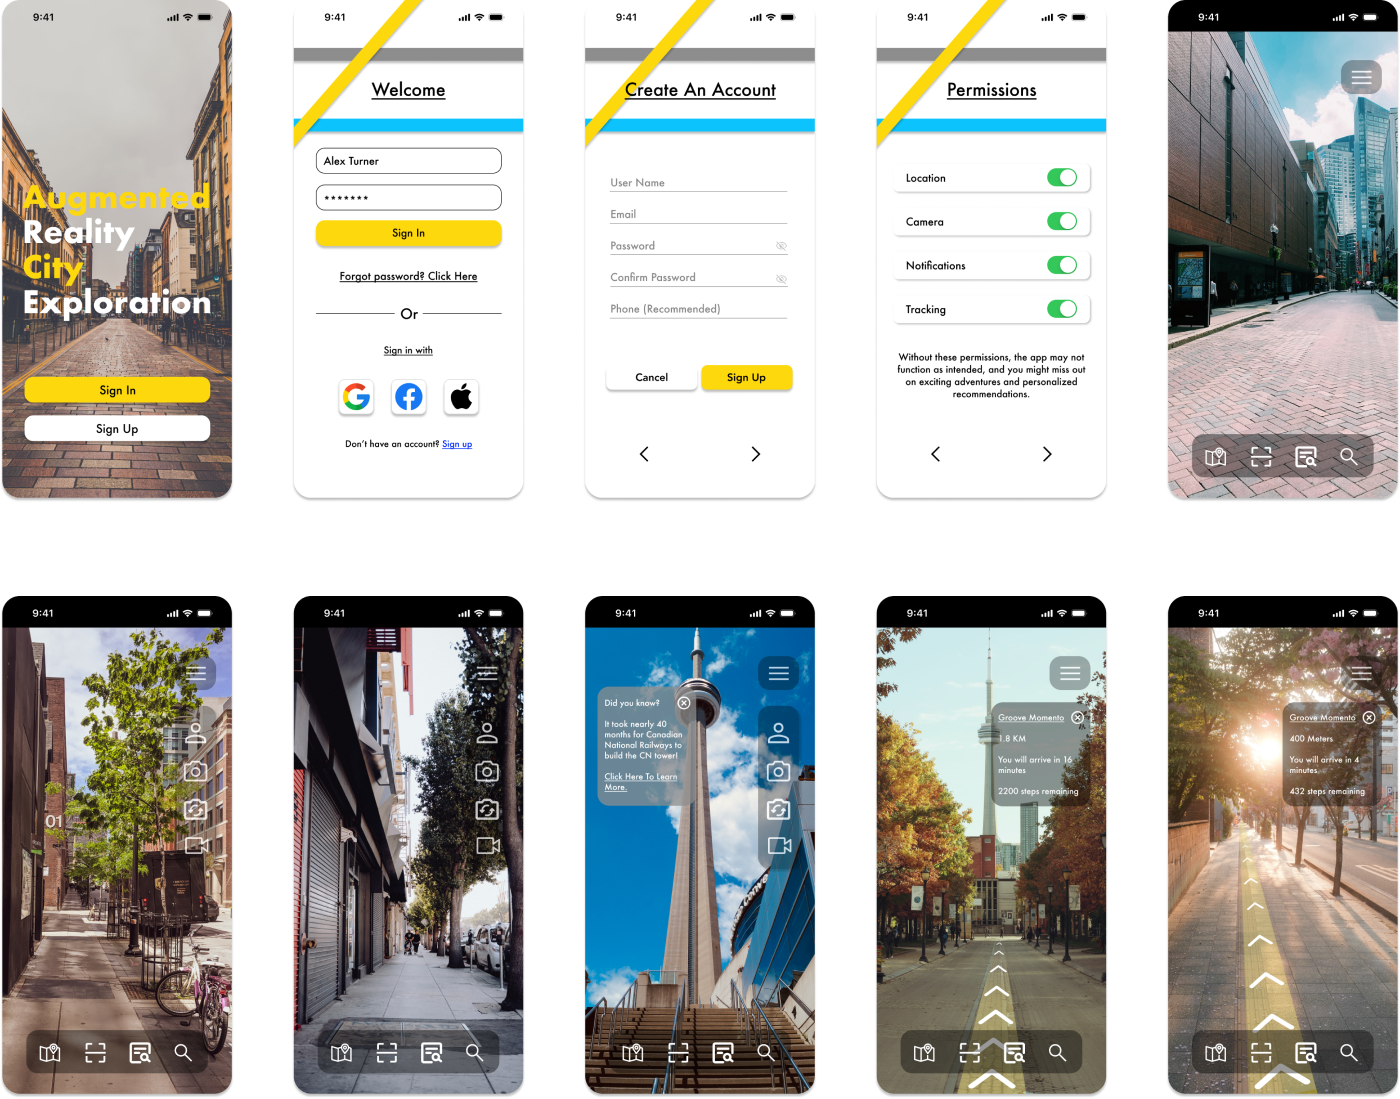 9:41
Augmented
Reality
City
Exploration
Sign In
Sign Up
9:41
Welcome
Alex Turner
*******
Sign In
Forgot password? Click Here
Or
Sign in with
Don't have an account? Sign up
9:41
Create An Account
User Name
Email
Password
Confirm Password
Phone (Recommended)
Cancel
Sign Up
9:41
Permissions
Location
Camera
Notifications
Tracking
Without these permissions, the app may not
function as intended, and you might miss out
on exciting adventures and personalized
recommendations.
9:41
9:41
01
9:41
9:41
Did you know?
It took nearly 40
months for Canadian
National Railways to
build the CN tower!
Click Here To Learn
More.
9:41
Groove Momento
1.8 KM
You will arrive in 16
minutes
2200 steps remaining
9:41
Groove Momento
400 Meters
You will arrive in 4
minutes
432 steps remaining